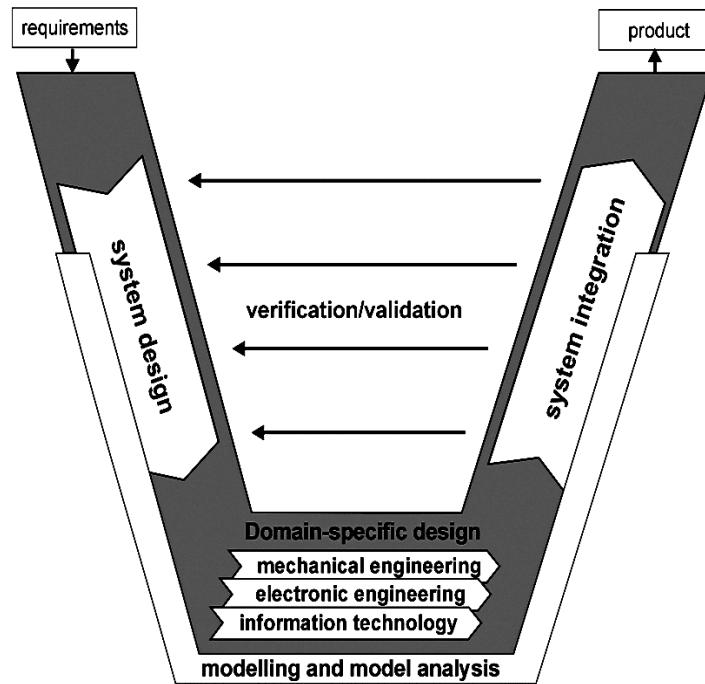 requirements
product
system design
system integration
verification/validation
Domain-specific design
mechanical engineering
electronic engineering
information technology
modelling and model analysis